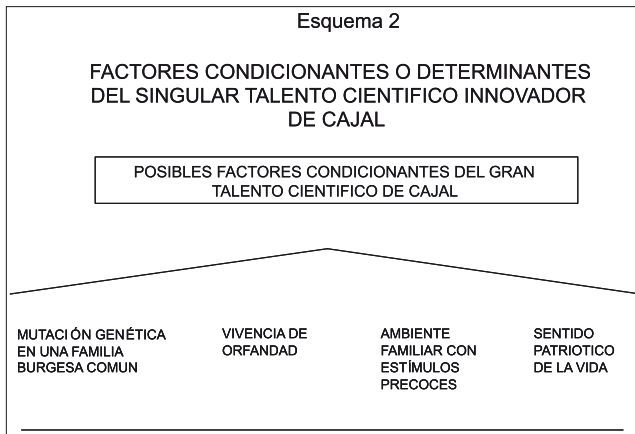 Esquema 2
FACTORES CONDICIONANTES O DETERMINANTES
DEL SINGULAR TALENTO CIENTIFICO INNOVADOR
DE CAJAL
POSIBLES FACTORES CONDICIONANTES DEL GRAN
TALENTO CIENTIFICO DE CAJAL
MUTACIÓN GENÉTICA
EN UNA FAMILIA
BURGESA COMUN
VIVENCIA DE
ORFANDAD
AMBIENTE
FAMILIAR CON
ESTÍMULOS
PRECOCES
SENTIDO
PATRIOTICO
DE LA VIDA